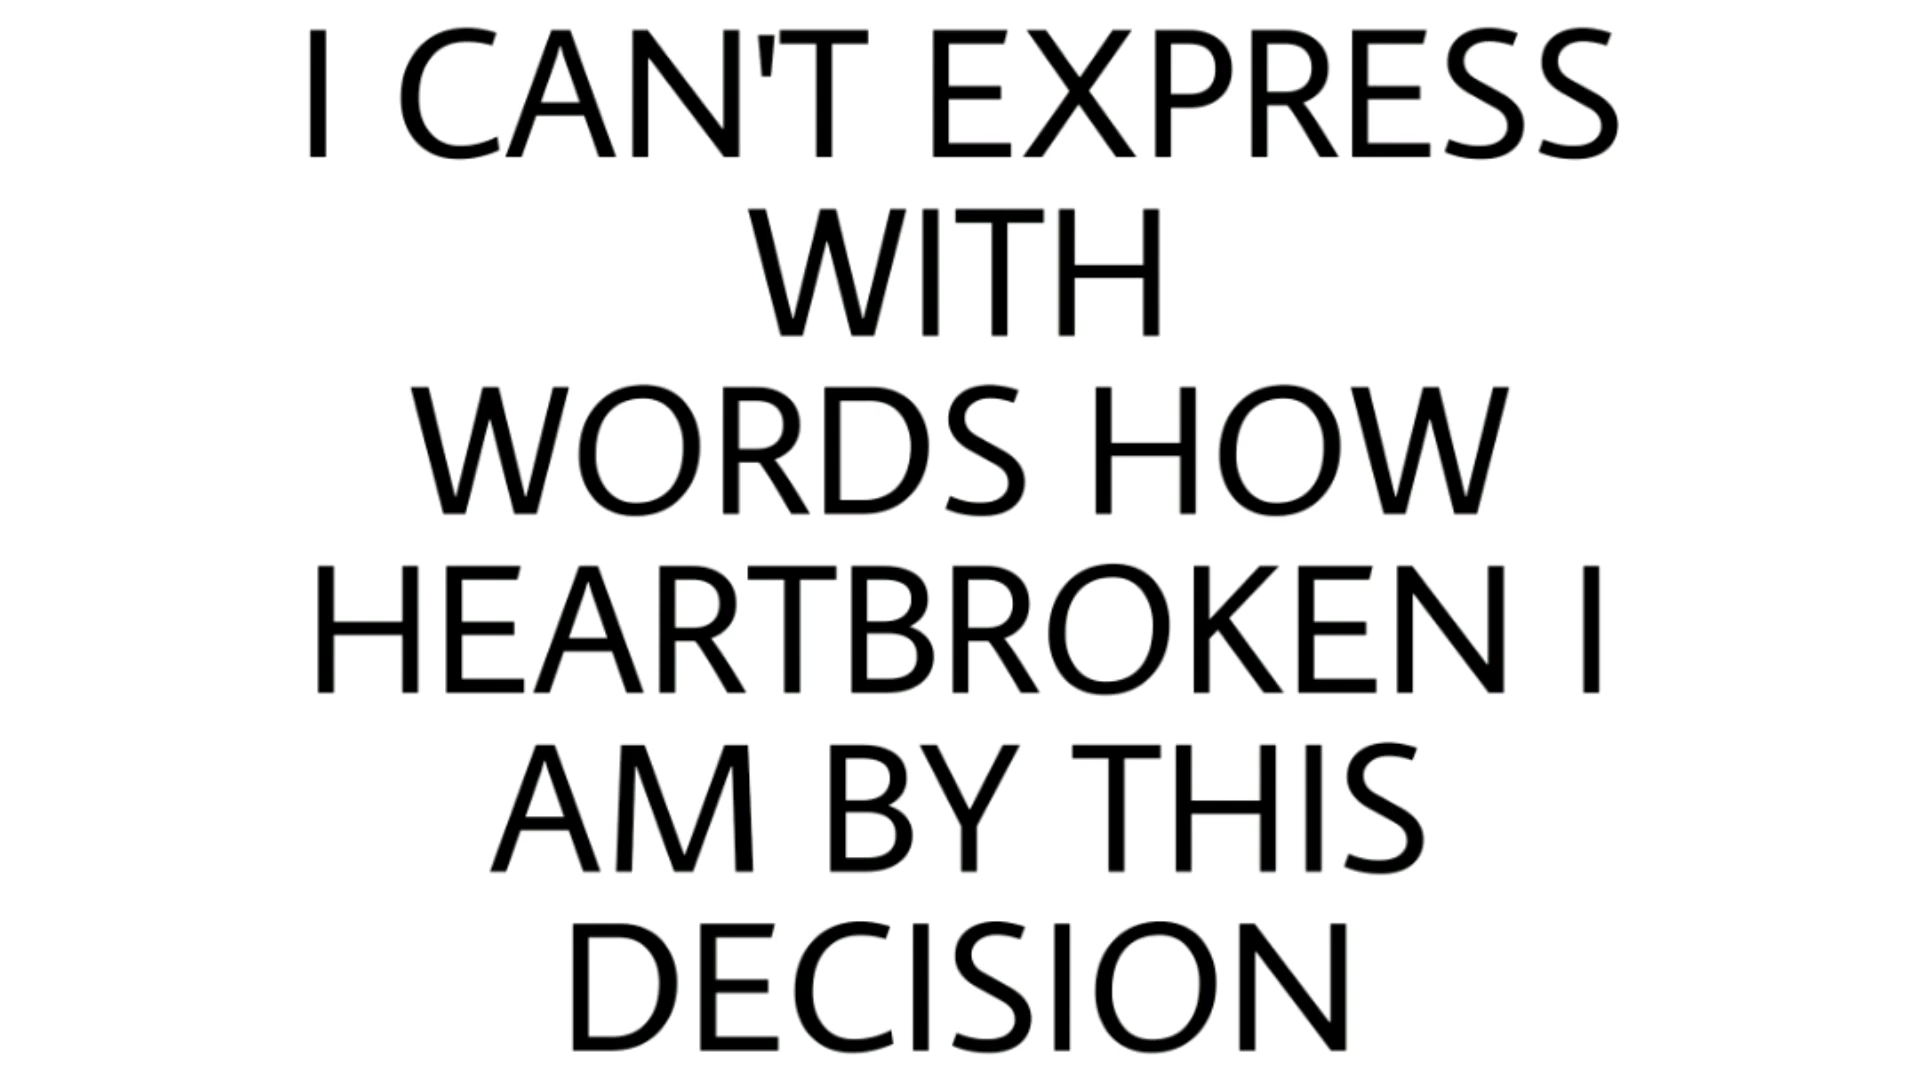 I CAN'T EXPRESS
WITH
WORDS HOW
HEARTBROKEN I
AM BY THIS
DECISION